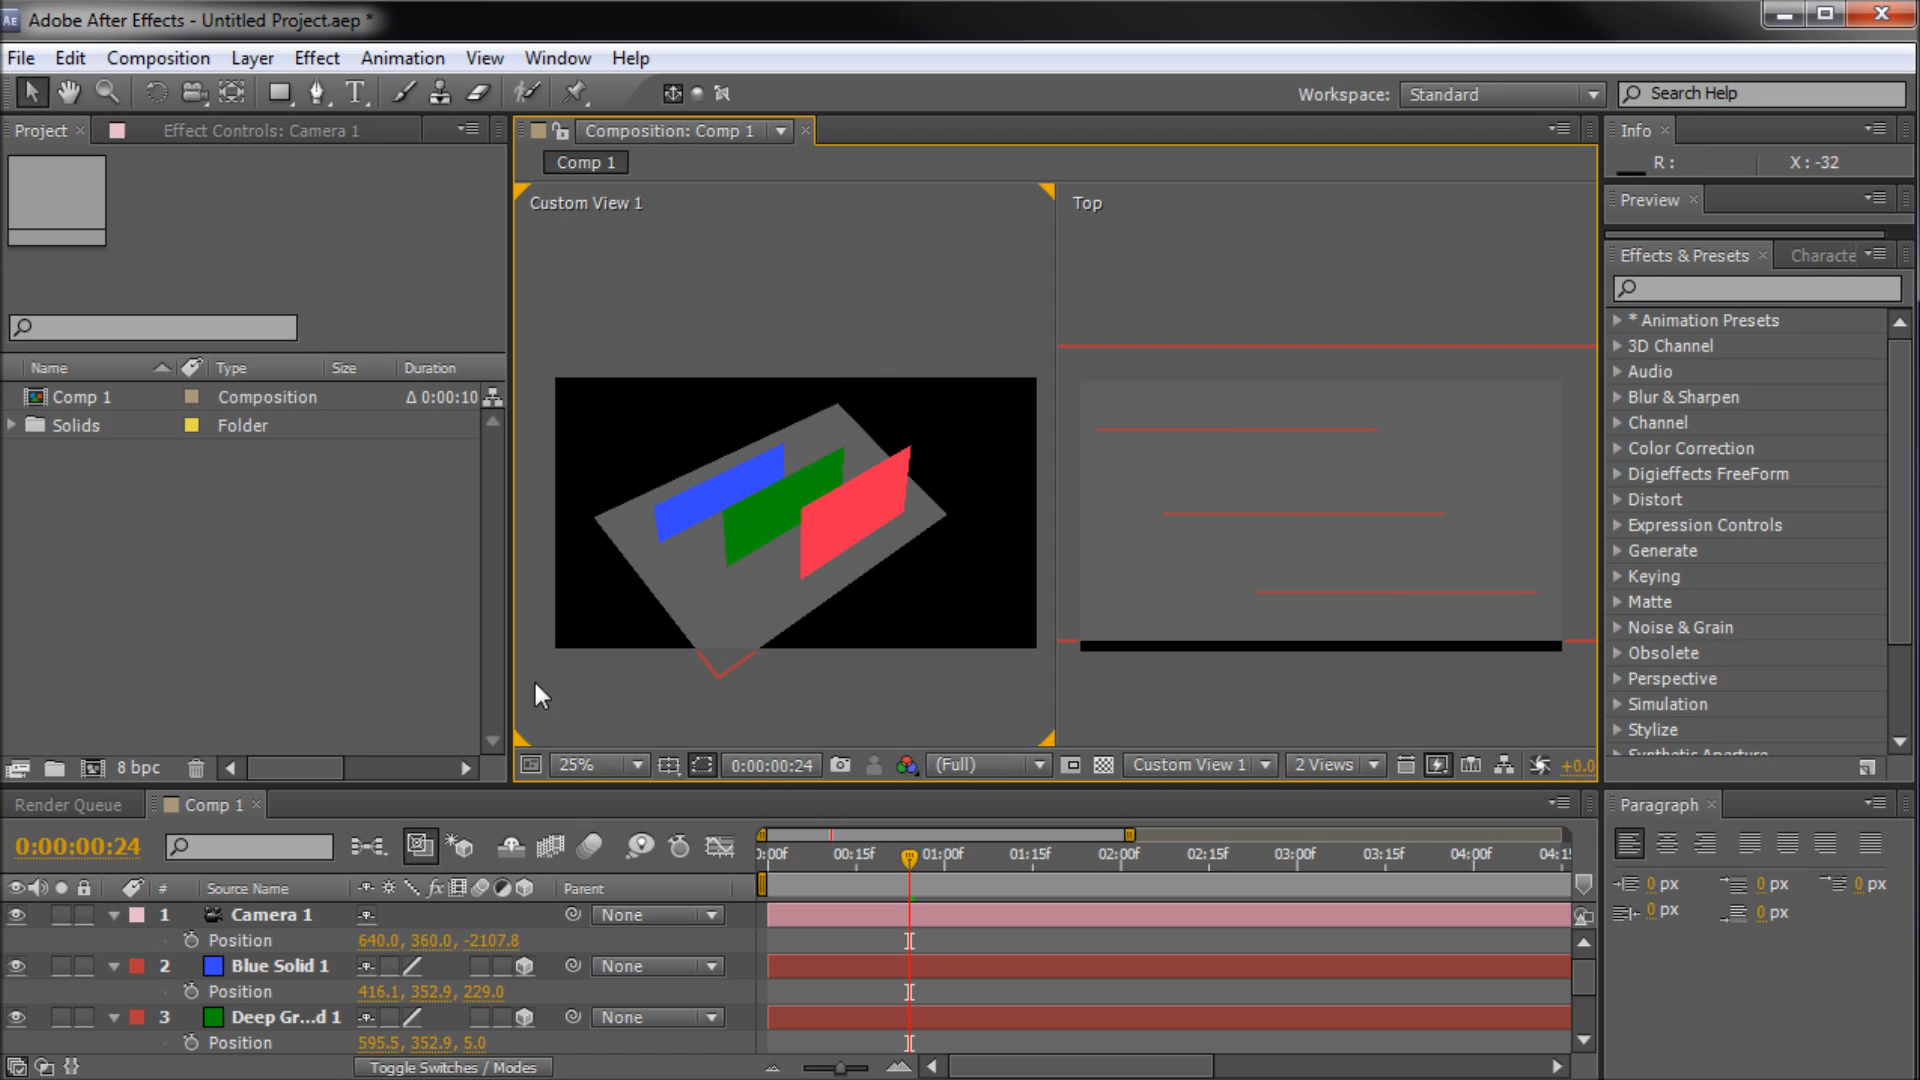 AE Adobe After Effects - Untitled Project.aep *
File Edit Composition Layer Effect Animation View Window Help
T Workspace: Standard Search Help
Project × Effect Controls: Camera 1
Composition: Comp 1 ×
Info ×
Comp 1
R : X : -32
Custom View 1
Top
Preview ×
Effects & Presets × Characte
* Animation Presets
3D Channel
Audio
Blur & Sharpen
Channel
Color Correction
Digieffects FreeForm
Distort
Expression Controls
Generate
Keying
Matte
Noise & Grain
Obsolete
Perspective
Simulation
Stylize
Synthetic Aperture
Name Type Size Duration
Comp 1 Composition Δ 0:00:10
Solids Folder
8 bpc
25% 0:00:00:24 (Full) Custom View 1 2 Views +0.0
Render Queue Comp 1 ×
Paragraph ×
0:00:00:24
):00f 00:15f 01:00f 01:15f 02:00f 02:15f 03:00f 03:15f 04:00f 04:1
# Source Name fx Parent
0 px 0 px 0 px
0 px 0 px
1 Camera 1 None
Position 640.0, 360.0, -2107.8
2 Blue Solid 1 None
Position 416.1, 352.9, 229.0
3 Deep Gr...d 1 None
Position 595.5, 352.9, 5.0
Toggle Switches / Modes